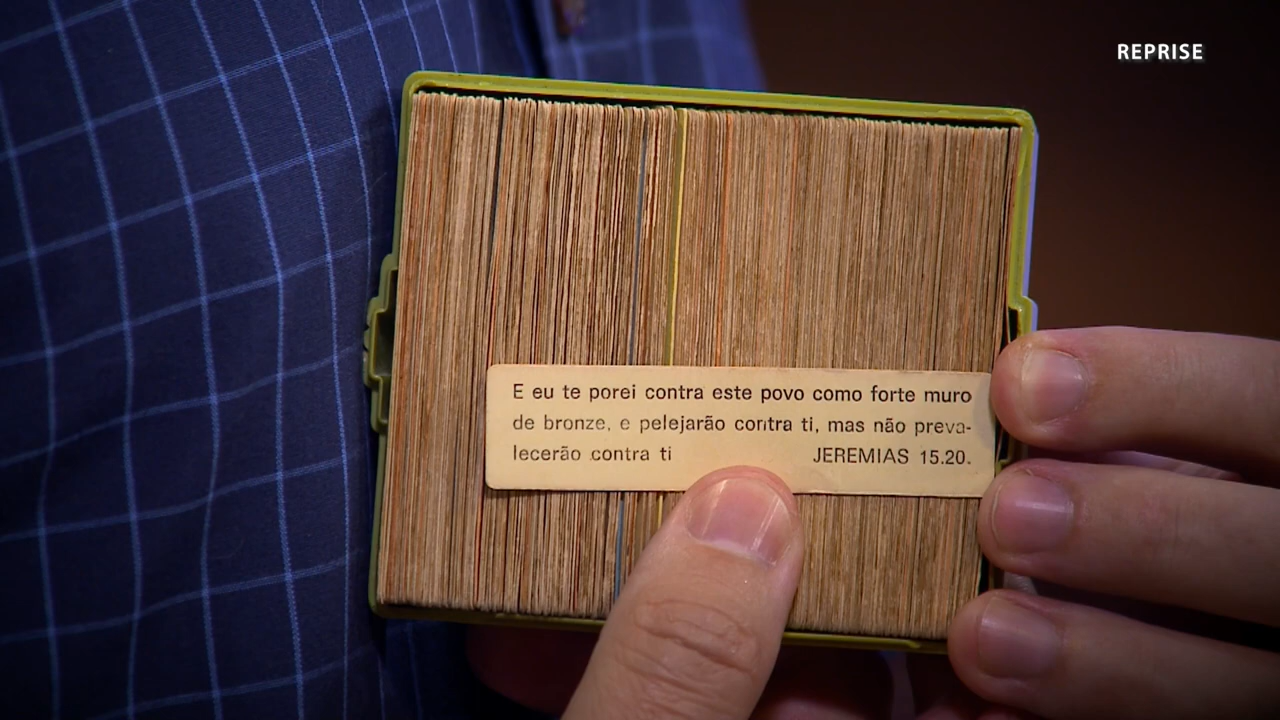 REPRISE
E eu te porei contra este povo como forte muro
de bronze, e pelejarão contra ti, mas não preva-
lecerão contra ti JEREMIAS 15.20.